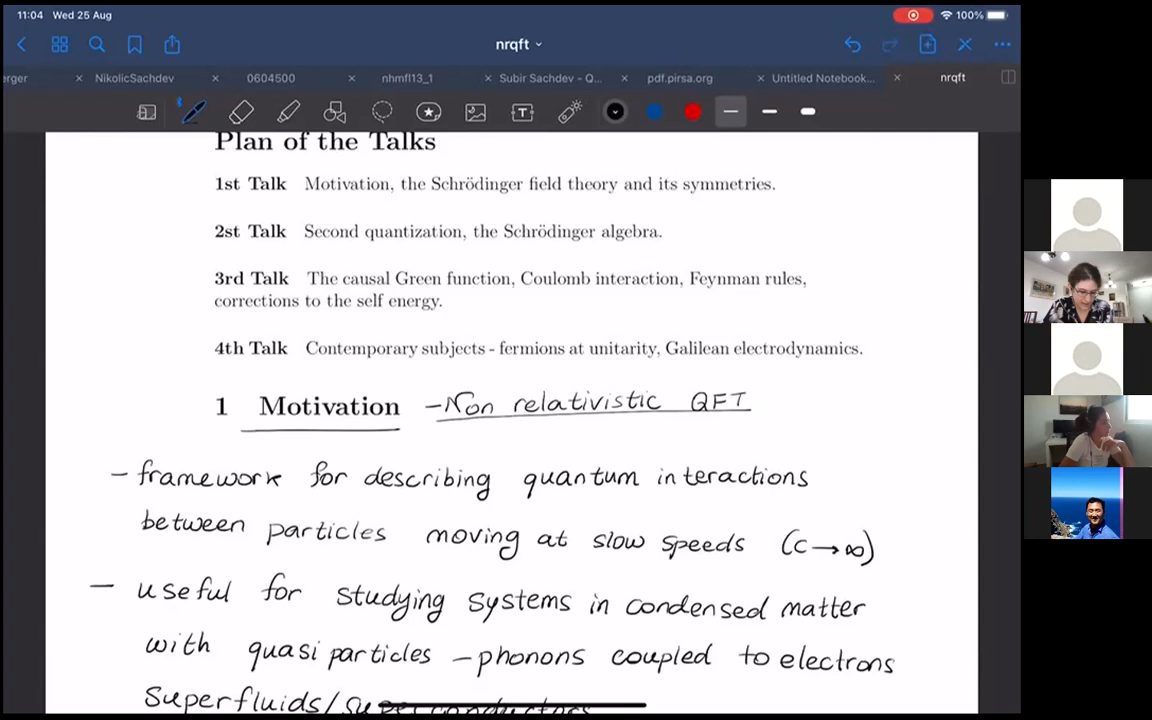 11:04 Wed 25 Aug
100%
nrqft
erger
NikolicSachdev
0604500
nhmfl13_1
Subir Sachdev - Q...
pdf.pirsa.org
Untitled Notebook...
nrqft
Plan of the Talks
1st Talk Motivation, the Schrödinger field theory and its symmetries.
2st Talk Second quantization, the Schrödinger algebra.
3rd Talk The causal Green function, Coulomb interaction, Feynman rules,
corrections to the self energy.
4th Talk Contemporary subjects - fermions at unitarity, Galilean electrodynamics.
1 Motivation - Non relativistic QFT
- framework for describing quantum interactions
between particles moving at slow speeds (c→∞)
- useful for studying systems in condensed matter
with quasi particles - phonons coupled to electrons
Superfluids/superconductors